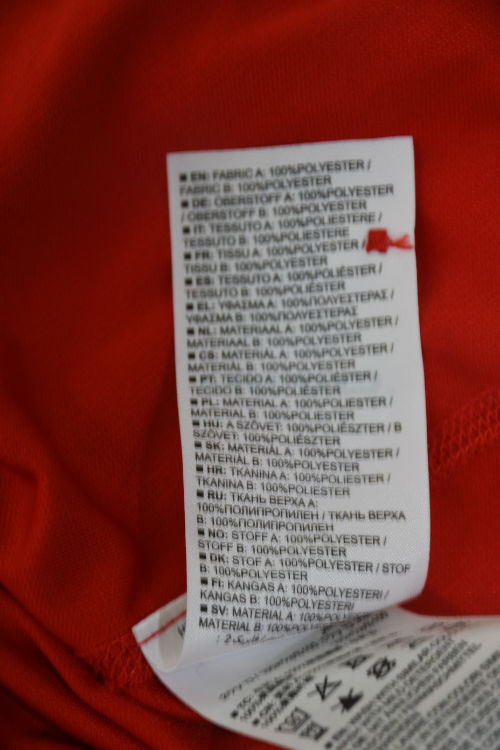 ■ EN: FABRIC A: 100%POLYESTER /
FABRIC B: 100%POLYESTER
■ DE: OBERSTOFF A: 100%POLYESTER
/ OBERSTOFF B: 100%POLYESTER
■ IT: TESSUTO A: 100%POLIESTERE /
TESSUTO B: 100%POLIESTERE
■ FR: TISSU A: 100%POLYESTER /
TISSU B: 100%POLYESTER
■ ES: TESSUTO A: 100%POLIÉSTER /
TESSUTO B: 100%POLIÉSTER
■ EL: ΥΦΑΣΜΑ A: 100%ΠΟΛΥΕΣΤΕΡΑΣ /
ΥΦΑΣΜΑ B: 100%ΠΟΛΥΕΣΤΕΡΑΣ
■ NL: MATERIAAL A: 100%POLYESTER /
MATERIAAL B: 100%POLYESTER
■ CS: MATERIÁL A: 100%POLYESTER /
MATERIÁL B: 100%POLYESTER
■ PT: TECIDO A: 100%POLIÉSTER /
TECIDO B: 100%POLIÉSTER
■ PL: MATERIAL A: 100%POLIESTER /
MATERIAL B: 100%POLIESTER
■ HU: A SZÖVET: 100%POLIÉSZTER / B
SZÖVET: 100%POLIÉSZTER
■ SK: MATERIÁL A: 100%POLYESTER /
MATERIÁL B: 100%POLYESTER
■ HR: TKANINA A: 100%POLIESTER /
TKANINA B: 100%POLIESTER
■ RU: ТКАНЬ ВЕРХА A:
100%ПОЛИПРОПИЛЕН / ТКАНЬ ВЕРХА
B: 100%ПОЛИПРОПИЛЕН
■ NO: STOFF A: 100%POLYESTER /
STOFF B: 100%POLYESTER
■ DK: STOF A: 100%POLYESTER / STOF
B: 100%POLYESTER
■ FI: KANGAS A: 100%POLYESTERI /
KANGAS B: 100%POLYESTERI
■ SV: MATERIAL A: 100%POLYESTER /
MATERIAL B: 100%POLYESTER